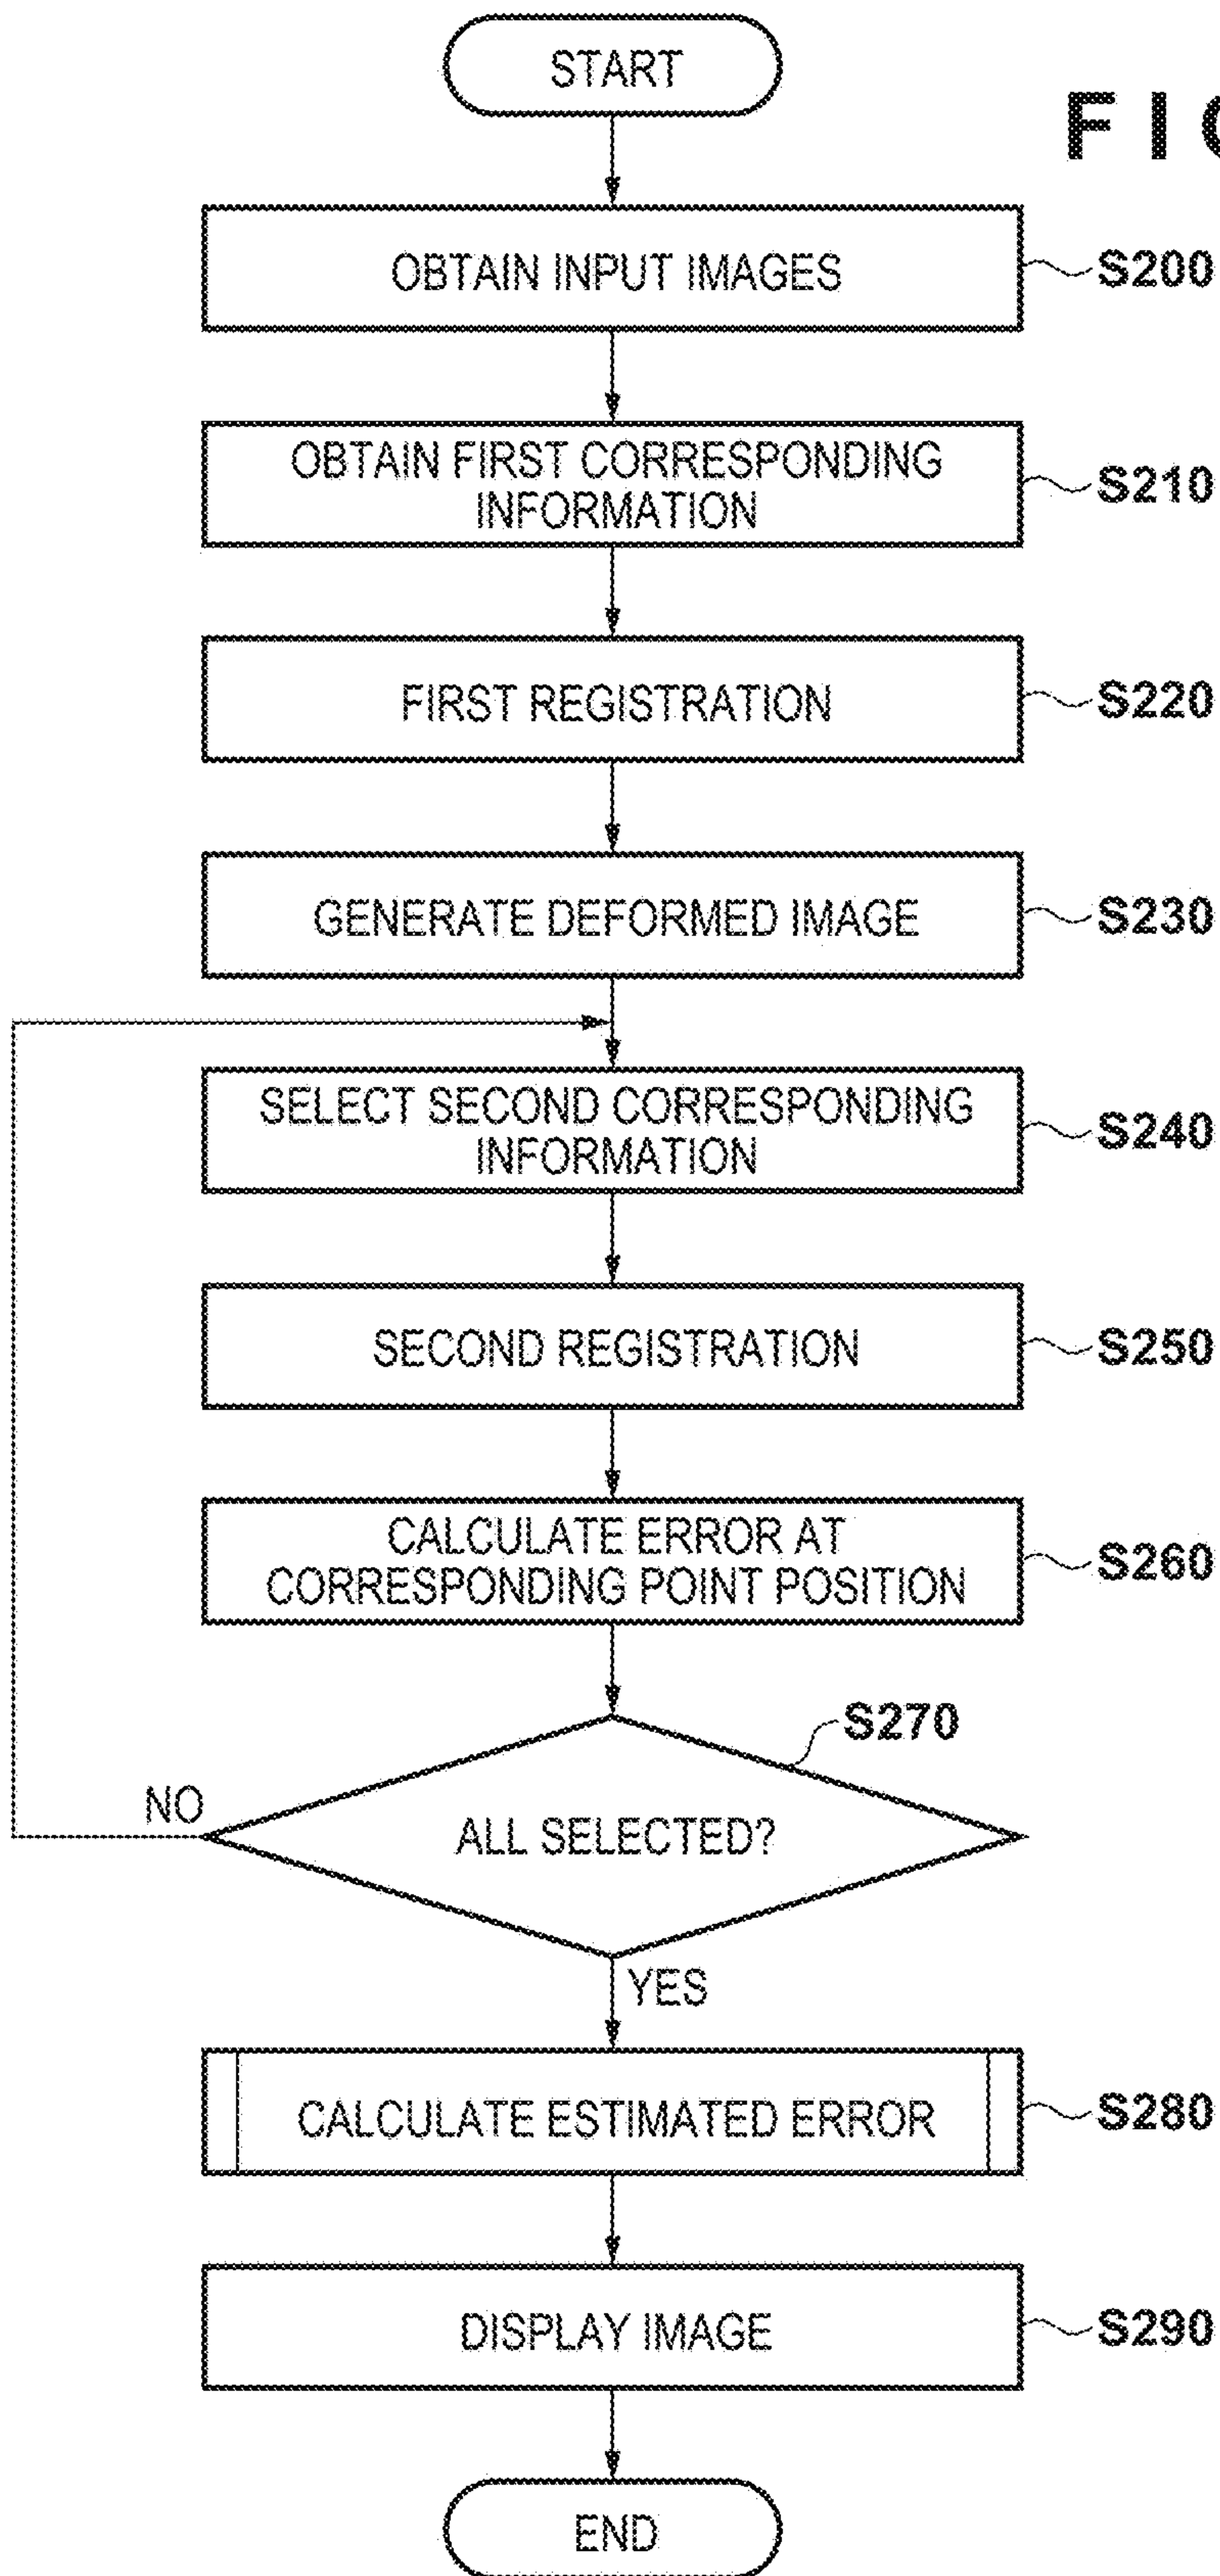 START
F I
OBTAIN INPUT IMAGES
S200
OBTAIN FIRST CORRESPONDING
INFORMATION
S210
FIRST REGISTRATION
S220
GENERATE DEFORMED IMAGE
S230
SELECT SECOND CORRESPONDING
INFORMATION
S240
SECOND REGISTRATION
S250
CALCULATE ERROR AT
CORRESPONDING POINT POSITION
S260
S270
NO
ALL SELECTED?
YES
CALCULATE ESTIMATED ERROR
S280
DISPLAY IMAGE
S290
END